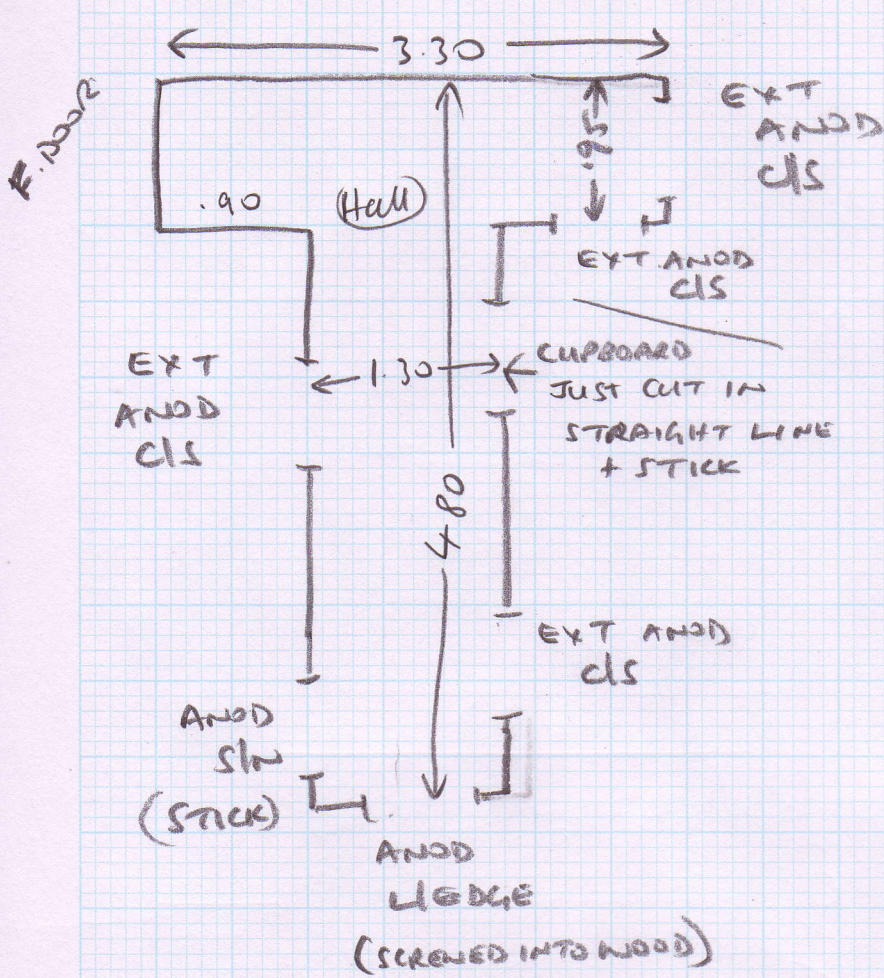 3.30
F. DOOR
EXT
ANOD
C/S
.95
.90
Hall
EXT ANOD
C/S
EXT
ANOD
C/S
1.30
CUPBOARD
JUST CUT IN
STRAIGHT LINE
+ STICK
4.80
EXT ANOD
C/S
ANOD
S/N
(STICK)
ANOD
L/EDGE
(SCREWED INTO WOOD)